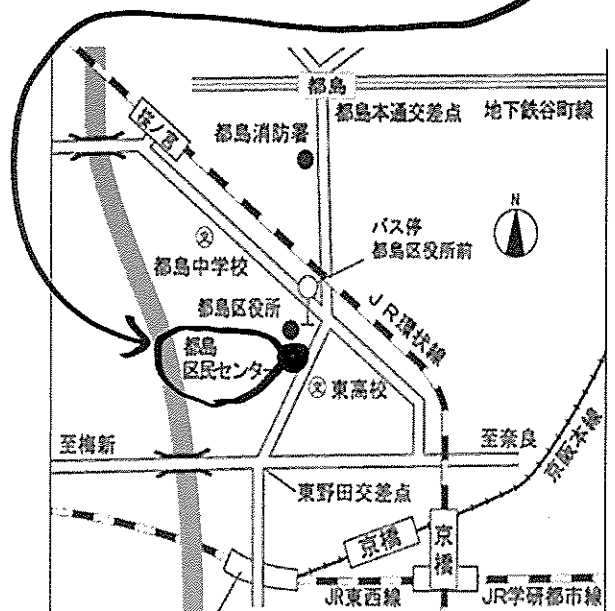 都島
都島本通交差点
地下鉄谷町線
都島消防署
桜ノ宮
N
バス停
都島区役所前
文
都島中学校
JR環状線
都島区役所
都島
区民センター
文 東高校
至梅新
至奈良
京阪本線
東野田交差点
京橋
京橋
JR東西線
JR学研都市線